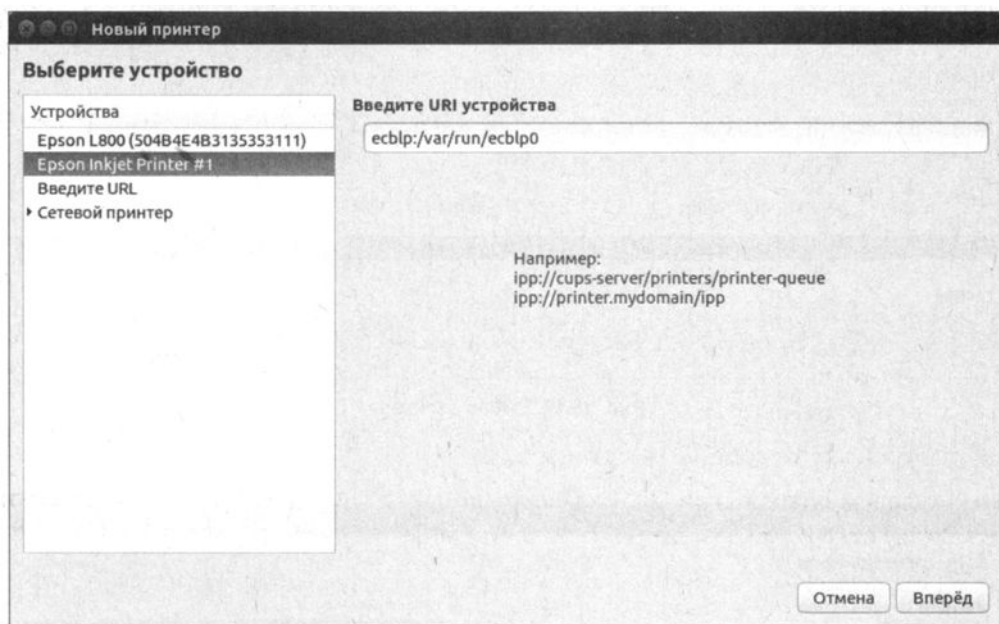 Новый принтер
Выберите устройство
Устройства
Epson L800 (504B4E4B3135353111)
Epson Inkjet Printer #1
Введите URL
Сетевой принтер
Введите URI устройства
ecblp:/var/run/ecblp0
Например:
ipp://cups-server/printers/printer-queue
ipp://printer.mydomain/ipp
Отмена
Вперёд